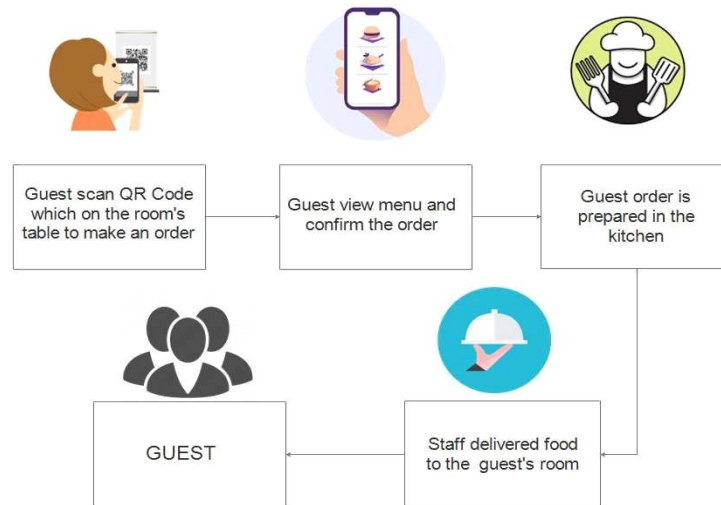 Guest scan QR Code
which on the room's
table to make an order
Guest view menu and
confirm the order
Guest order is
prepared in the
kitchen
Staff delivered food
to the guest's room
GUEST